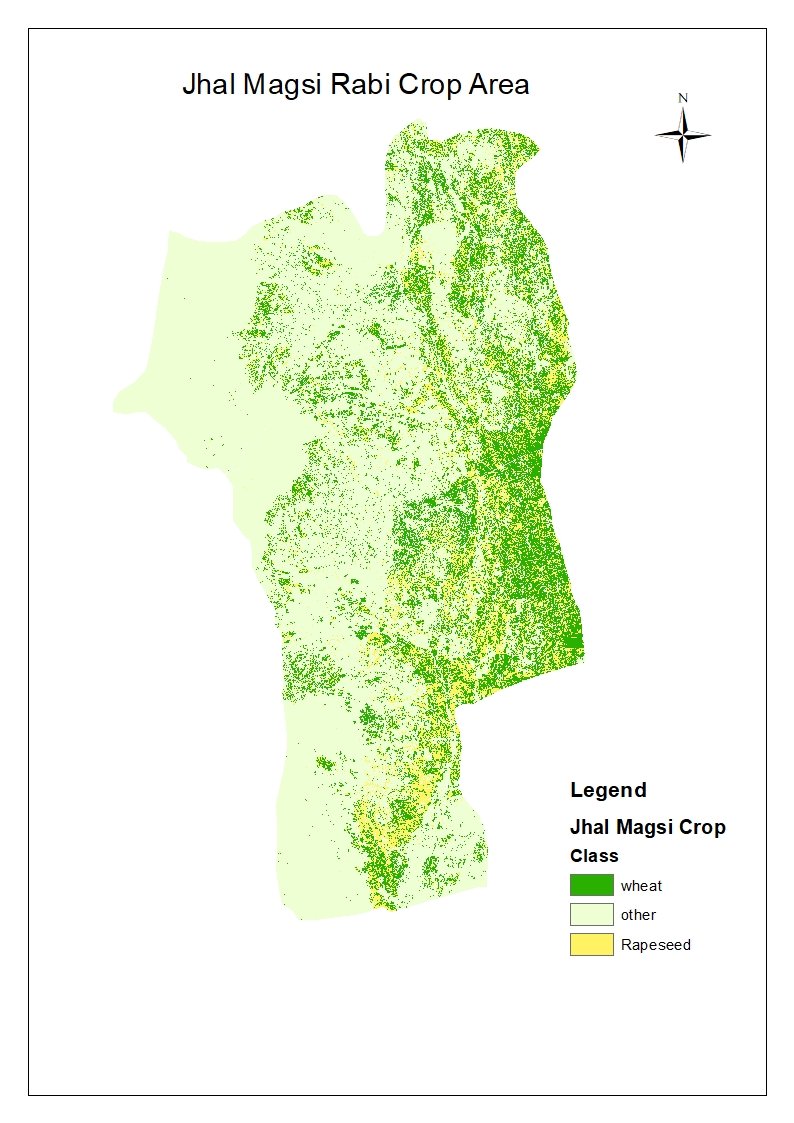 Jhal Magsi Rabi Crop Area
N
Legend
Jhal Magsi Crop
Class
wheat
other
Rapeseed